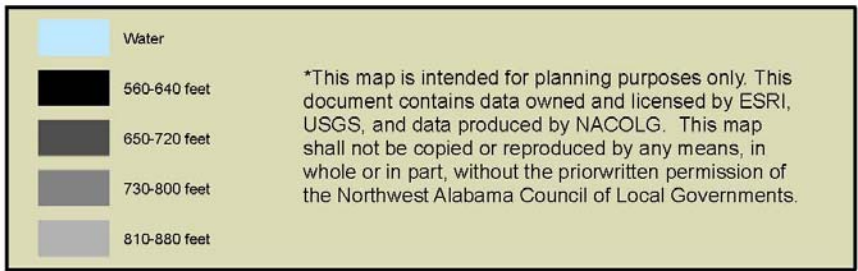 Water
560-640 feet
650-720 feet
730-800 feet
810-880 feet
*This map is intended for planning purposes only. This
document contains data owned and licensed by ESRI,
USGS, and data produced by NACOLG. This map
shall not be copied or reproduced by any means, in
whole or in part, without the priorwritten permission of
the Northwest Alabama Council of Local Governments.